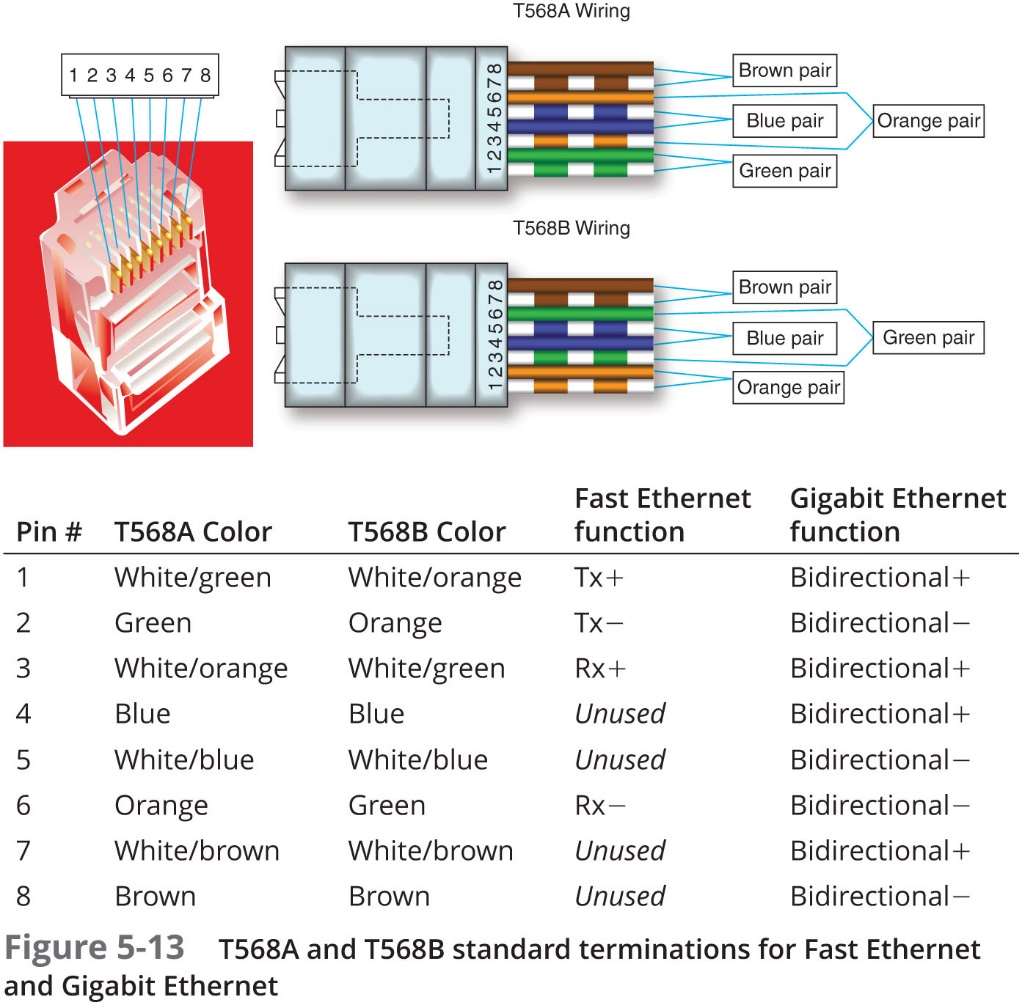 T568A Wiring
1 2 3 4 5 6 7 8
12345678
Brown pair
Blue pair
Orange pair
Green pair
T568B Wiring
12345678
Brown pair
Blue pair
Green pair
Orange pair
Pin # T568A Color T568B Color Fast Ethernet function Gigabit Ethernet function
1 White/green White/orange Tx+ Bidirectional+
2 Green Orange Tx− Bidirectional−
3 White/orange White/green Rx+ Bidirectional+
4 Blue Blue Unused Bidirectional+
5 White/blue White/blue Unused Bidirectional−
6 Orange Green Rx− Bidirectional−
7 White/brown White/brown Unused Bidirectional+
8 Brown Brown Unused Bidirectional−
Figure 5-13 T568A and T568B standard terminations for Fast Ethernet
and Gigabit Ethernet